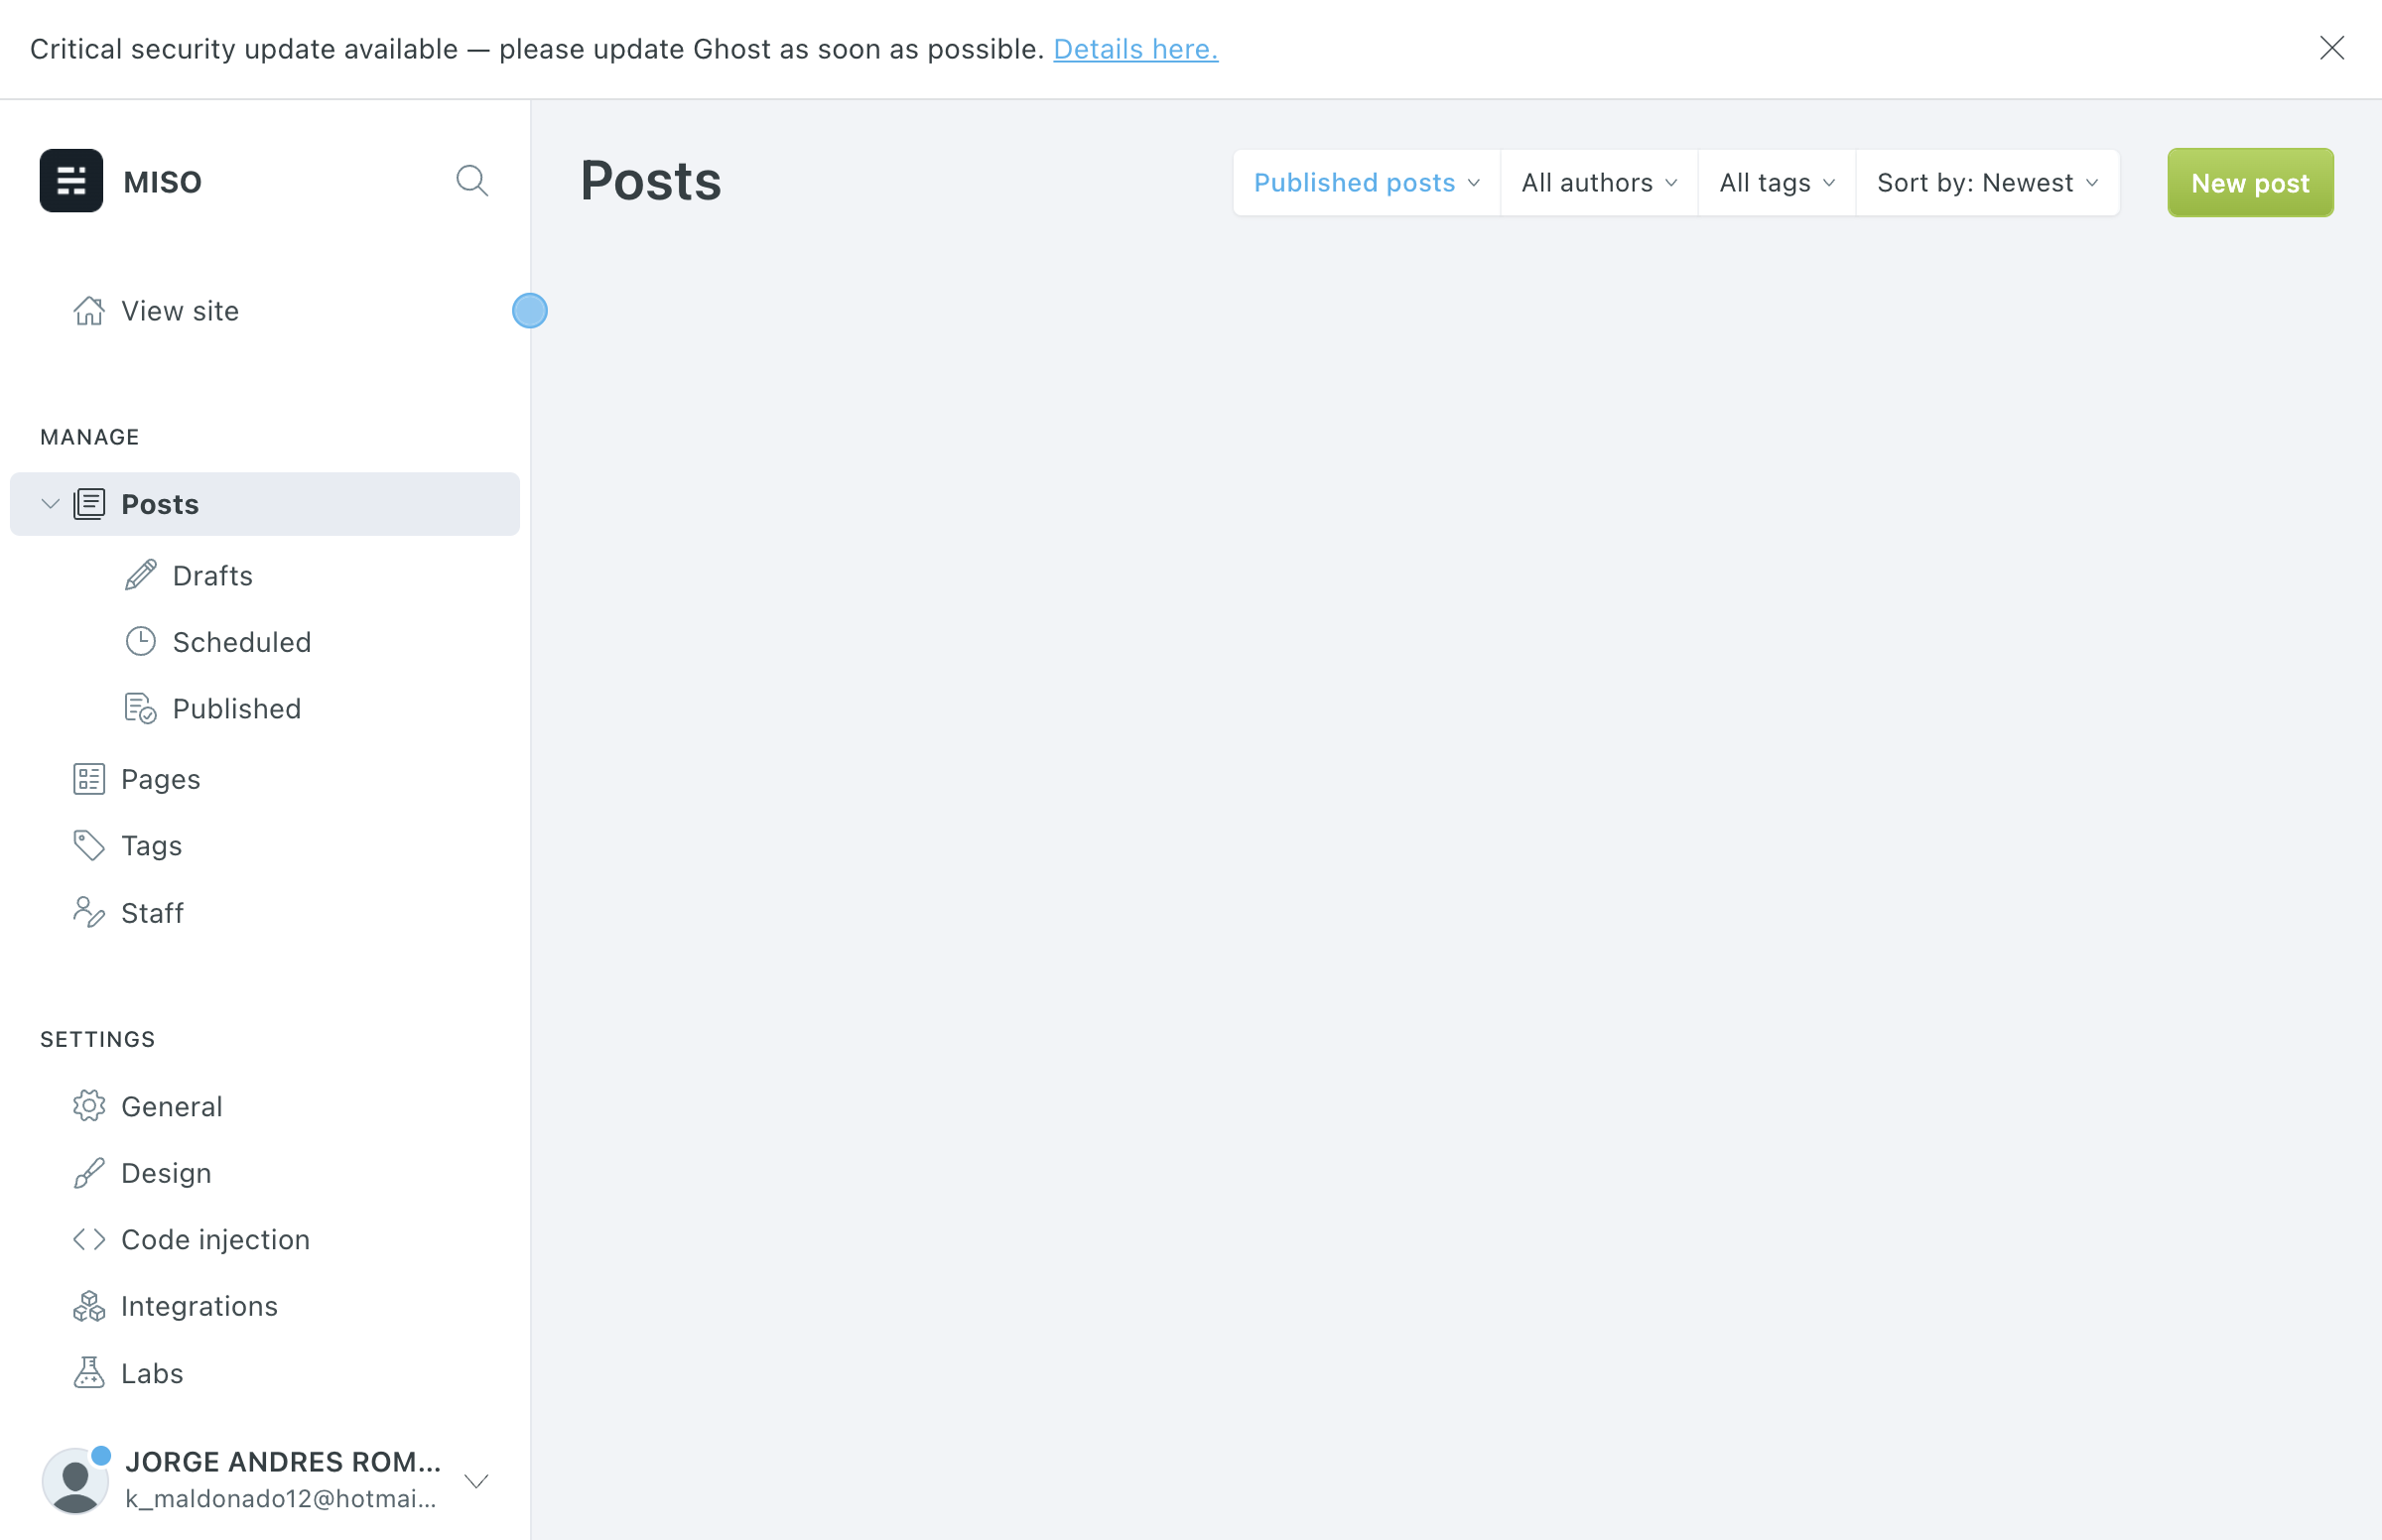 Critical security update available — please update Ghost as soon as possible. Details here.
MISO
Posts
Published posts
All authors
All tags
Sort by: Newest
New post
View site
MANAGE
Posts
Drafts
Scheduled
Published
Pages
Tags
Staff
SETTINGS
General
Design
Code injection
Integrations
Labs
JORGE ANDRES ROM...
k_maldonado12@hotmai...